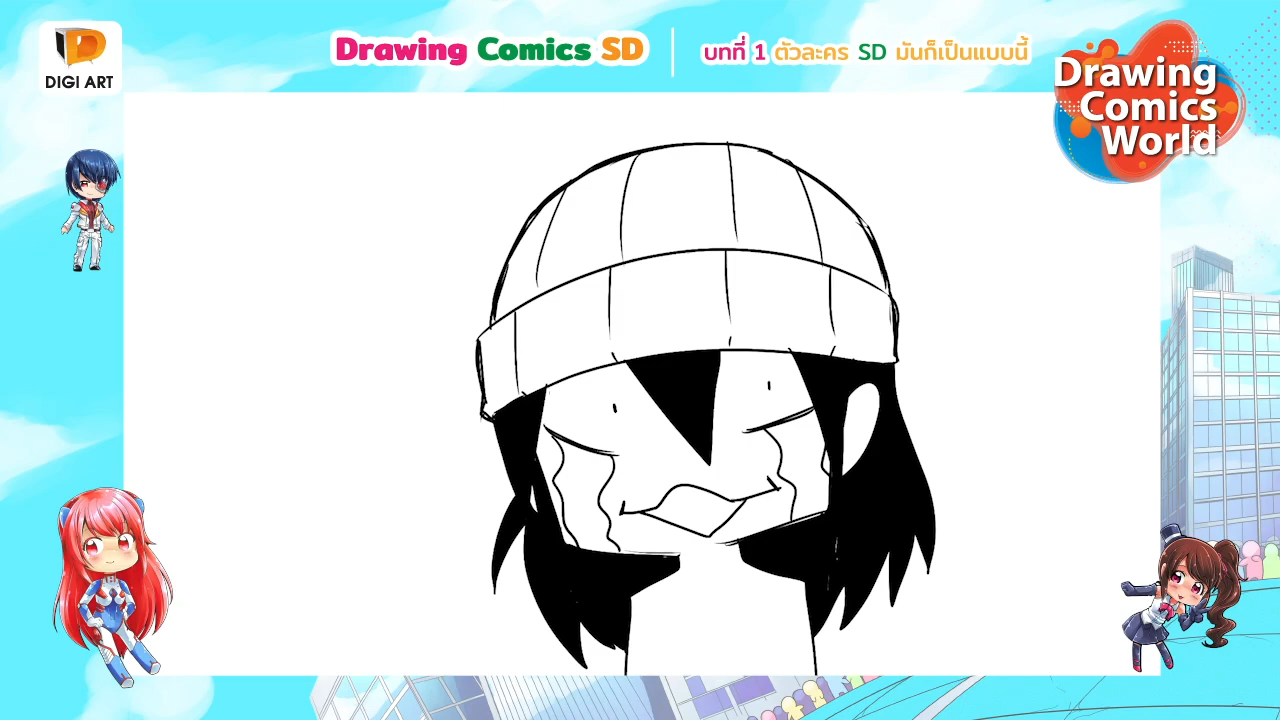 DIGI ART
Drawing Comics SD
บทที่ 1 ตัวละคร SD มันก็เป็นแบบนี้
Drawing
Comics
World